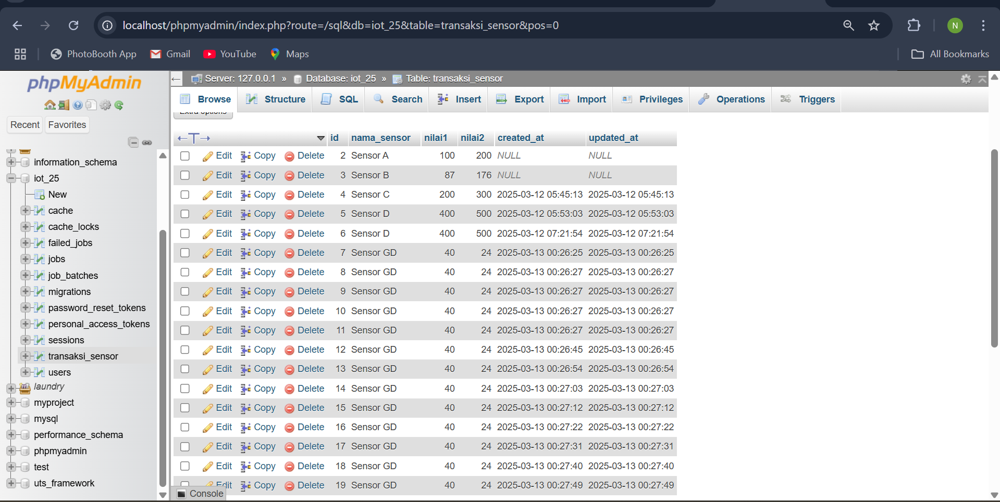 localhost/phpmyadmin/index.php?route=/sql&db=iot_25&table=transaksi_sensor&pos=0
N
PhotoBooth App Gmail YouTube Maps All Bookmarks
phpMyAdmin
Recent Favorites
information_schema
iot_25
New
cache
cache_locks
failed_jobs
jobs
job_batches
migrations
password_reset_tokens
personal_access_tokens
sessions
transaksi_sensor
users
laundry
myproject
mysql
performance_schema
phpmyadmin
test
uts_framework
Server: 127.0.0.1 » Database: iot_25 » Table: transaksi_sensor
Browse Structure SQL Search Insert Export Import Privileges Operations Triggers
Extra options
id nama_sensor nilai1 nilai2 created_at updated_at
Edit Copy Delete 2 Sensor A 100 200 NULL NULL
Edit Copy Delete 3 Sensor B 87 176 NULL NULL
Edit Copy Delete 4 Sensor C 200 300 2025-03-12 05:45:13 2025-03-12 05:45:13
Edit Copy Delete 5 Sensor D 400 500 2025-03-12 05:53:03 2025-03-12 05:53:03
Edit Copy Delete 6 Sensor D 400 500 2025-03-12 07:21:54 2025-03-12 07:21:54
Edit Copy Delete 7 Sensor GD 40 24 2025-03-13 00:26:25 2025-03-13 00:26:25
Edit Copy Delete 8 Sensor GD 40 24 2025-03-13 00:26:27 2025-03-13 00:26:27
Edit Copy Delete 9 Sensor GD 40 24 2025-03-13 00:26:27 2025-03-13 00:26:27
Edit Copy Delete 10 Sensor GD 40 24 2025-03-13 00:26:27 2025-03-13 00:26:27
Edit Copy Delete 11 Sensor GD 40 24 2025-03-13 00:26:27 2025-03-13 00:26:27
Edit Copy Delete 12 Sensor GD 40 24 2025-03-13 00:26:45 2025-03-13 00:26:45
Edit Copy Delete 13 Sensor GD 40 24 2025-03-13 00:26:54 2025-03-13 00:26:54
Edit Copy Delete 14 Sensor GD 40 24 2025-03-13 00:27:03 2025-03-13 00:27:03
Edit Copy Delete 15 Sensor GD 40 24 2025-03-13 00:27:12 2025-03-13 00:27:12
Edit Copy Delete 16 Sensor GD 40 24 2025-03-13 00:27:22 2025-03-13 00:27:22
Edit Copy Delete 17 Sensor GD 40 24 2025-03-13 00:27:31 2025-03-13 00:27:31
Edit Copy Delete 18 Sensor GD 40 24 2025-03-13 00:27:40 2025-03-13 00:27:40
Edit Copy Delete 19 Sensor GD 40 24 2025-03-13 00:27:49 2025-03-13 00:27:49
Console